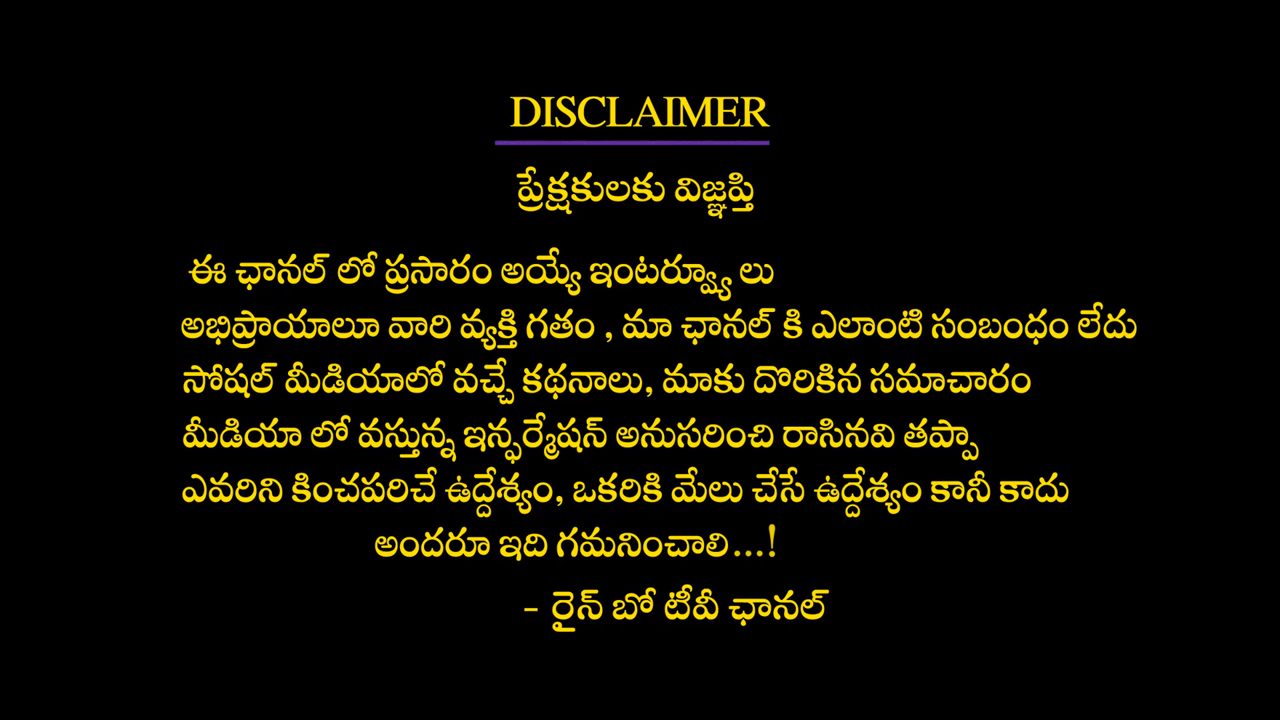 DISCLAIMER
ప్రేక్షకులకు విజ్ఞప్తి
ఈ ఛానల్ లో ప్రసారం అయ్యే ఇంటర్వ్యూ లు
అభిప్రాయాలూ వారి వ్యక్తి గతం , మా ఛానల్ కి ఎలాంటి సంబంధం లేదు
సోషల్ మీడియాలో వచ్చే కథనాలు, మాకు దొరికిన సమాచారం
మీడియా లో వస్తున్న ఇన్ఫర్మేషన్ అనుసరించి రాసినవి తప్పా
ఎవరిని కించపరిచే ఉద్దేశ్యం, ఒకరికి మేలు చేసే ఉద్దేశ్యం కానీ కాదు
అందరూ ఇది గమనించాలి...!
- రైన్ బో టీవీ ఛానల్